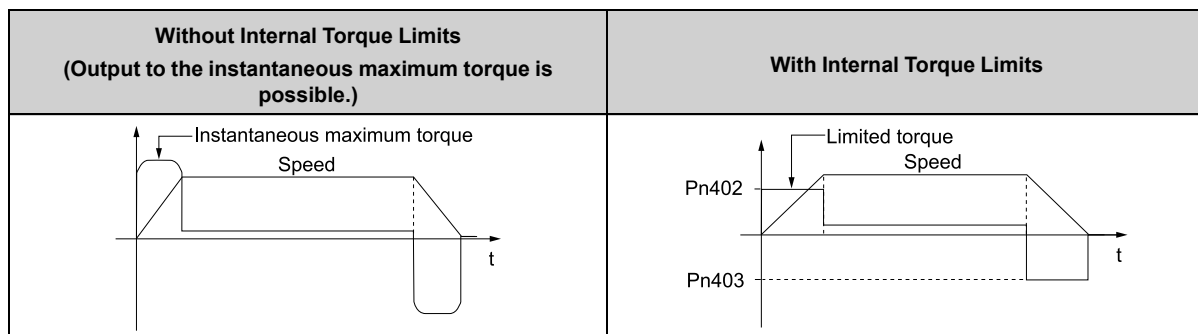 Without Internal Torque Limits
(Output to the instantaneous maximum torque is
possible.)
With Internal Torque Limits
Instantaneous maximum torque
Speed
t
Limited torque
Speed
Pn402
t
Pn403